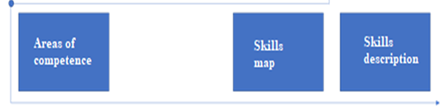 Areas of
competence
Skills
map
Skills
description